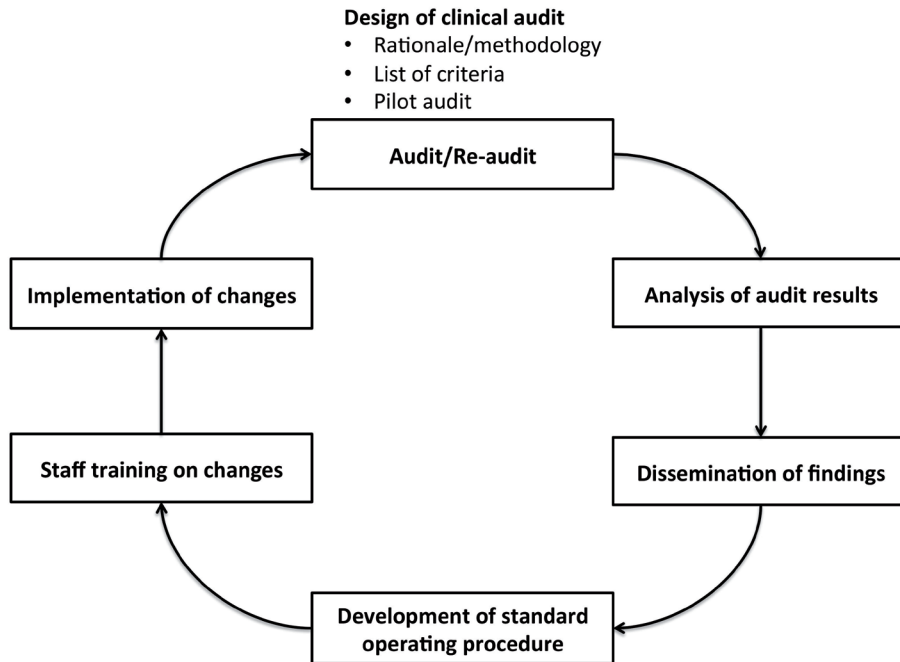 Design of clinical audit
• Rationale/methodology
• List of criteria
• Pilot audit
Audit/Re-audit
Implementation of changes
Analysis of audit results
Staff training on changes
Dissemination of findings
Development of standard
operating procedure